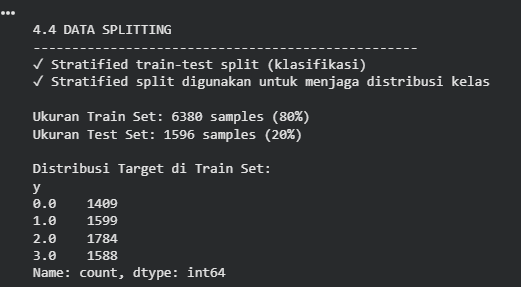 •••
4.4 DATA SPLITTING
--------------------------------------------------
✓ Stratified train-test split (klasifikasi)
✓ Stratified split digunakan untuk menjaga distribusi kelas
Ukuran Train Set: 6380 samples (80%)
Ukuran Test Set: 1596 samples (20%)
Distribusi Target di Train Set:
y
0.0    1409
1.0    1599
2.0    1784
3.0    1588
Name: count, dtype: int64